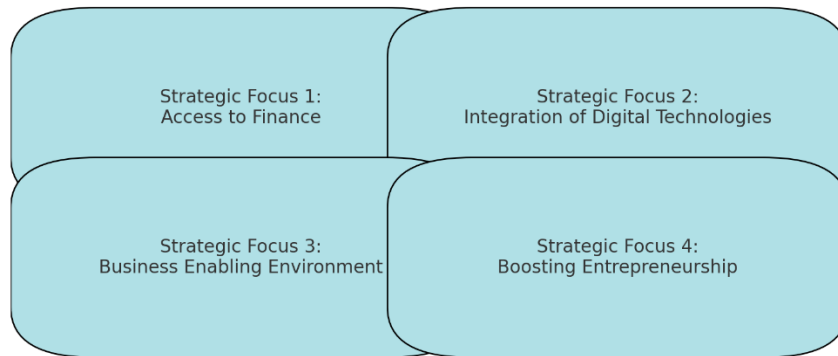 Strategic Focus 1:
Access to Finance
Strategic Focus 2:
Integration of Digital Technologies
Strategic Focus 3:
Business Enabling Environment
Strategic Focus 4:
Boosting Entrepreneurship